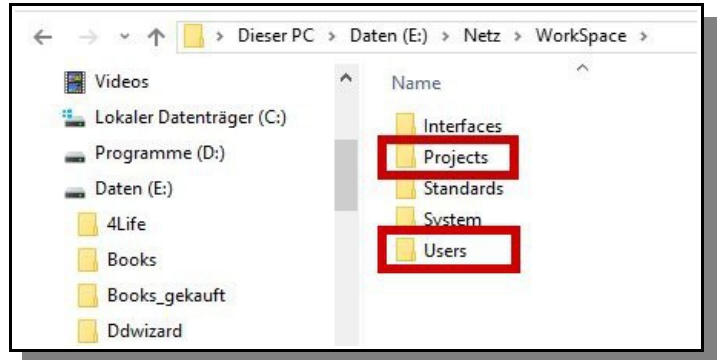 Dieser PC > Daten (E:) > Netz > WorkSpace >
Videos
Lokaler Datenträger (C:)
Programme (D:)
Daten (E:)
4Life
Books
Books_gekauft
Ddwizard
Name
Interfaces
Projects
Standards
System
Users